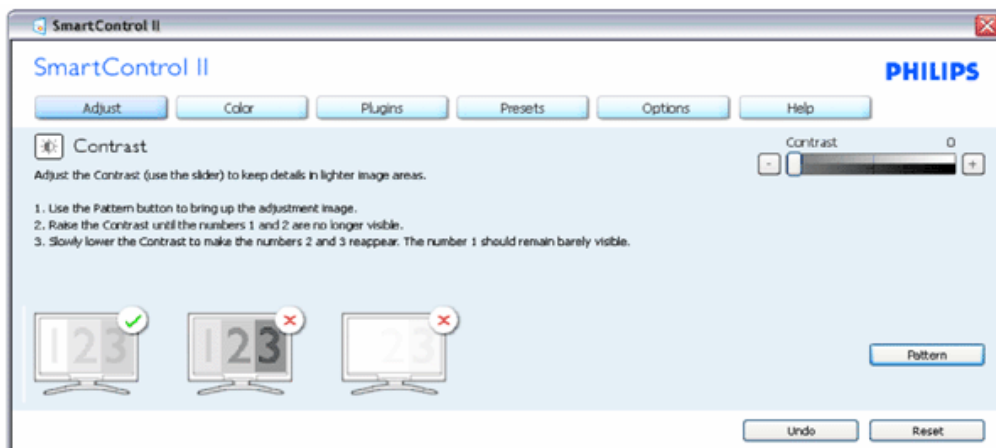 SmartControl II
SmartControl II
PHILIPS
Adjust Color Plugins Presets Options Help
Contrast
Contrast 0
Adjust the Contrast (use the slider) to keep details in lighter image areas.
- +
1. Use the Pattern button to bring up the adjustment image.
2. Raise the Contrast until the numbers 1 and 2 are no longer visible.
3. Slowly lower the Contrast to make the numbers 2 and 3 reappear. The number 1 should remain barely visible.
123 123 23
Pattern
Undo Reset